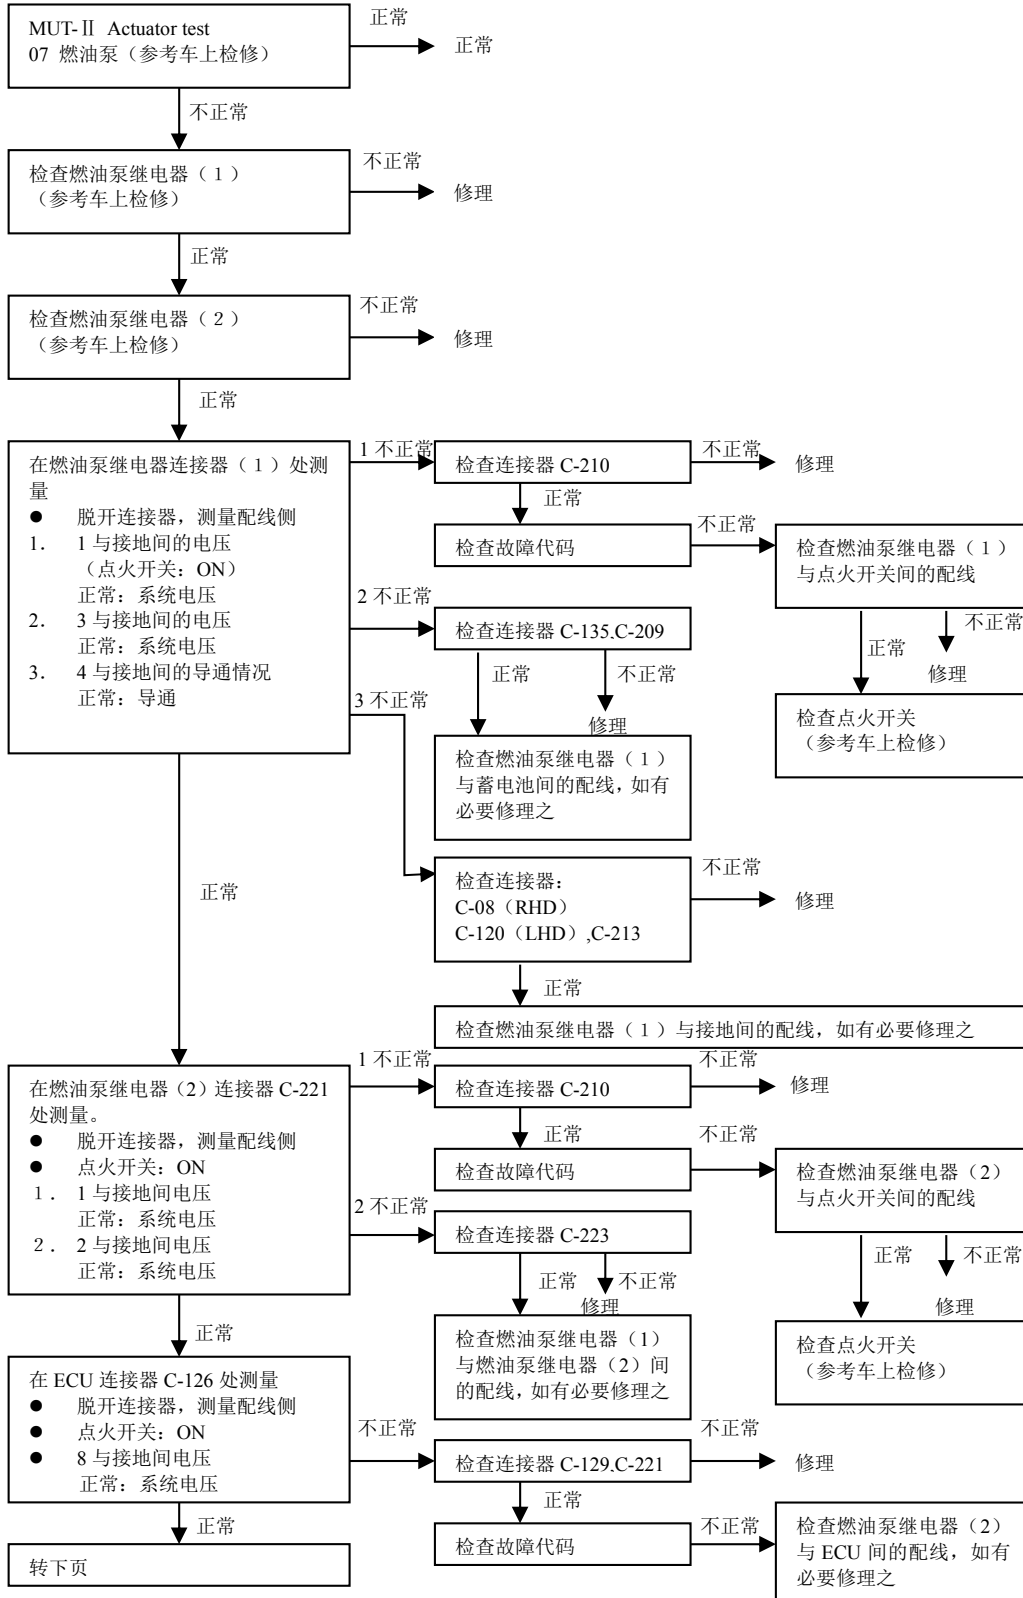 MUT-Ⅱ Actuator test
07 燃油泵（参考车上检修）
正常
正常
不正常
检查燃油泵继电器（１）
（参考车上检修）
不正常
修理
正常
检查燃油泵继电器（２）
（参考车上检修）
不正常
修理
正常
在燃油泵继电器连接器（１）处测
量
● 脱开连接器，测量配线侧
1. 1 与接地间的电压
（点火开关：ON）
正常：系统电压
2. 3 与接地间的电压
正常：系统电压
3. 4 与接地间的导通情况
正常：导通
1 不正常
检查连接器 C-210
不正常
修理
正常
检查故障代码
不正常
检查燃油泵继电器（１）
与点火开关间的配线
正常
不正常
修理
检查点火开关
（参考车上检修）
2 不正常
检查连接器 C-135,C-209
正常
不正常
修理
检查燃油泵继电器（１）
与蓄电池间的配线，如有
必要修理之
3 不正常
检查连接器：
C-08（RHD）
C-120（LHD）,C-213
不正常
修理
正常
检查燃油泵继电器（１）与接地间的配线，如有必要修理之
正常
在燃油泵继电器（2）连接器 C-221
处测量。
● 脱开连接器，测量配线侧
● 点火开关：ON
１. 1 与接地间电压
正常：系统电压
２. 2 与接地间电压
正常：系统电压
1 不正常
检查连接器 C-210
不正常
修理
正常
检查故障代码
不正常
检查燃油泵继电器（2）
与点火开关间的配线
正常
不正常
修理
检查点火开关
（参考车上检修）
2 不正常
检查连接器 C-223
正常
不正常
修理
检查燃油泵继电器（1）
与燃油泵继电器（2）间
的配线，如有必要修理之
正常
在 ECU 连接器 C-126 处测量
● 脱开连接器，测量配线侧
● 点火开关：ON
● 8 与接地间电压
正常：系统电压
不正常
检查连接器 C-129,C-221
不正常
修理
正常
检查故障代码
不正常
检查燃油泵继电器（2）
与 ECU 间的配线，如有
必要修理之
正常
转下页